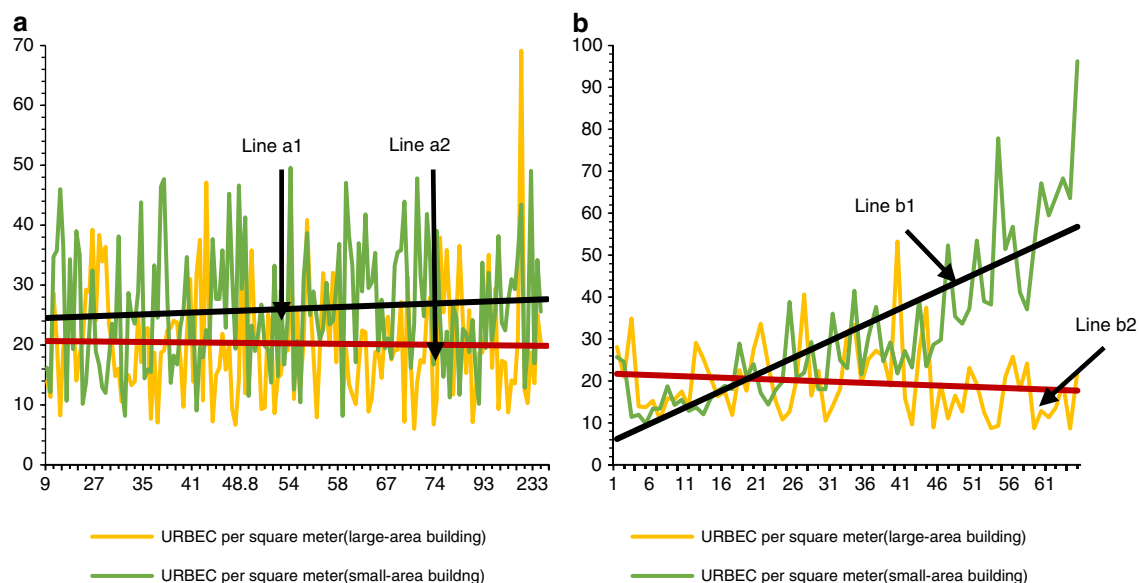 a
70
60
50
40
30
20
10
0
Line a1
Line a2
9 27 35 41 48.8 54 58 67 74 93 233
URBEC per square meter(large-area building)
URBEC per square meter(small-area buildng)
b
100
90
80
70
60
50
40
30
20
10
0
Line b1
Line b2
1 6 11 16 21 26 31 36 41 46 51 56 61
URBEC per square meter(large-area building)
URBEC per square meter(small-area building)